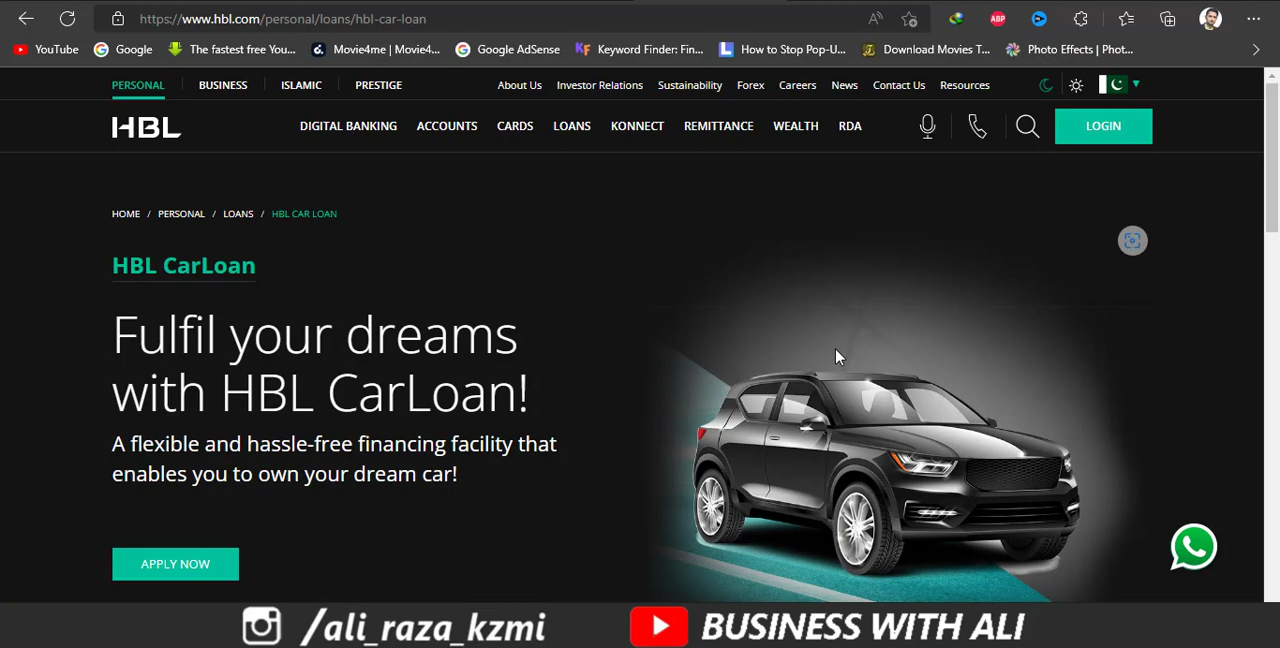 https://www.hbl.com/personal/loans/hbl-car-loan
ABP
YouTube Google The fastest free You... Movie4me | Movie4... Google AdSense Keyword Finder: Fin... How to Stop Pop-U... Download Movies T... Photo Effects | Phot...
PERSONAL BUSINESS ISLAMIC PRESTIGE About Us Investor Relations Sustainability Forex Careers News Contact Us Resources
HBL DIGITAL BANKING ACCOUNTS CARDS LOANS KONNECT REMITTANCE WEALTH RDA LOGIN
HOME / PERSONAL / LOANS / HBL CAR LOAN
HBL CarLoan
Fulfil your dreams
with HBL CarLoan!
A flexible and hassle-free financing facility that
enables you to own your dream car!
APPLY NOW
/ali_raza_kzmi BUSINESS WITH ALI